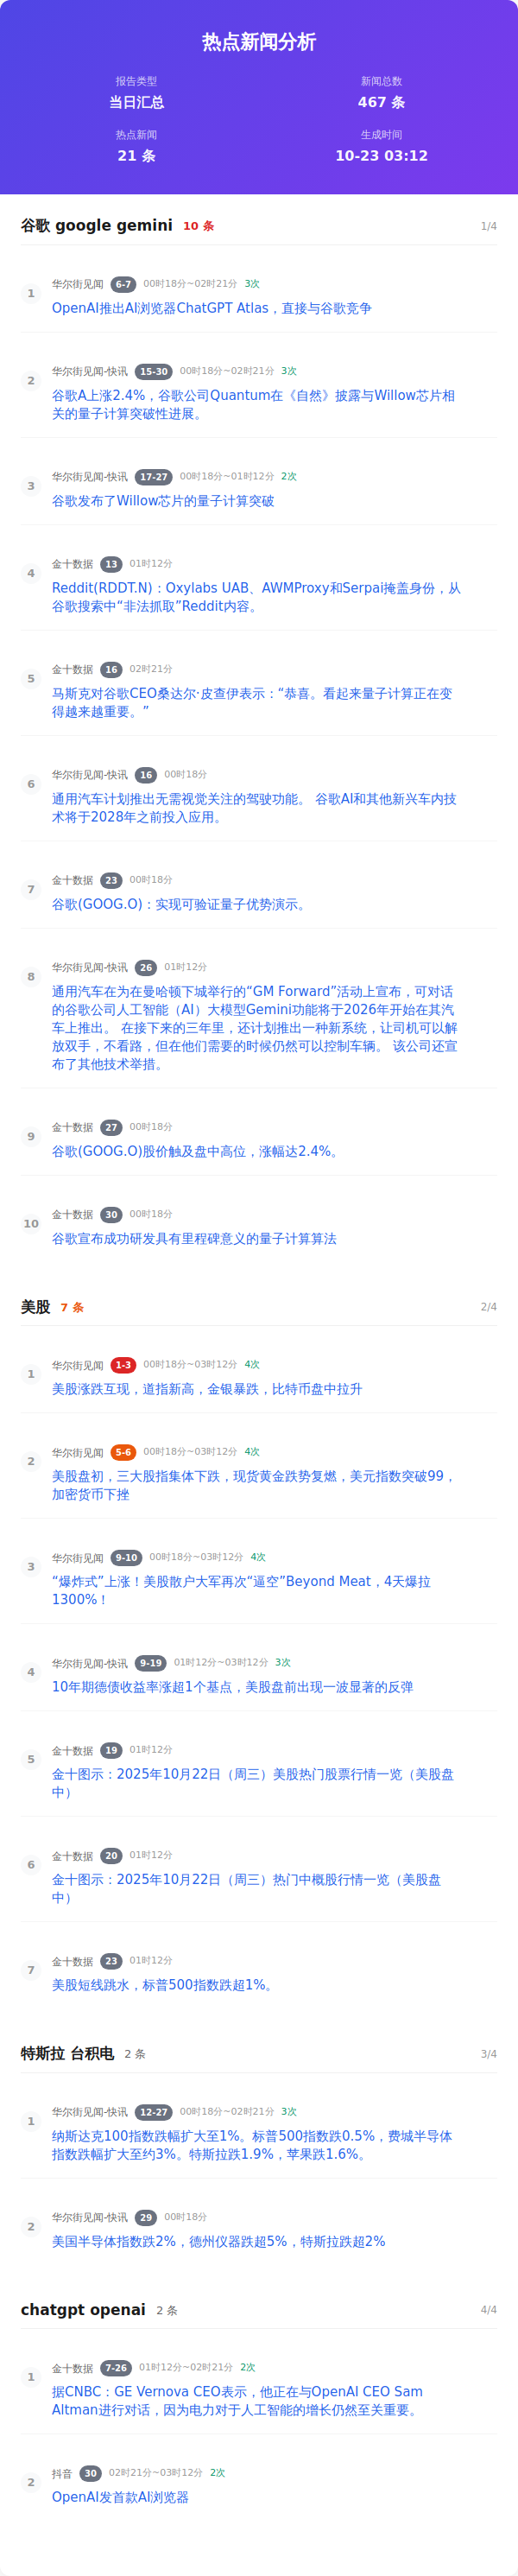 热点新闻分析
报告类型
当日汇总
新闻总数
467 条
热点新闻
21 条
生成时间
10-23 03:12
谷歌 google gemini 10 条 1/4
1
华尔街见闻 6-7 00时18分~02时21分 3次
OpenAI推出AI浏览器ChatGPT Atlas，直接与谷歌竞争
2
华尔街见闻-快讯 15-30 00时18分~02时21分 3次
谷歌A上涨2.4%，谷歌公司Quantum在《自然》披露与Willow芯片相
关的量子计算突破性进展。
3
华尔街见闻-快讯 17-27 00时18分~01时12分 2次
谷歌发布了Willow芯片的量子计算突破
4
金十数据 13 01时12分
Reddit(RDDT.N)：Oxylabs UAB、AWMProxy和Serpai掩盖身份，从
谷歌搜索中“非法抓取”Reddit内容。
5
金十数据 16 02时21分
马斯克对谷歌CEO桑达尔·皮查伊表示：“恭喜。看起来量子计算正在变
得越来越重要。”
6
华尔街见闻-快讯 16 00时18分
通用汽车计划推出无需视觉关注的驾驶功能。 谷歌AI和其他新兴车内技
术将于2028年之前投入应用。
7
金十数据 23 00时18分
谷歌(GOOG.O)：实现可验证量子优势演示。
8
华尔街见闻-快讯 26 01时12分
通用汽车在为在曼哈顿下城举行的“GM Forward”活动上宣布，可对话
的谷歌公司人工智能（AI）大模型Gemini功能将于2026年开始在其汽
车上推出。 在接下来的三年里，还计划推出一种新系统，让司机可以解
放双手，不看路，但在他们需要的时候仍然可以控制车辆。 该公司还宣
布了其他技术举措。
9
金十数据 27 00时18分
谷歌(GOOG.O)股价触及盘中高位，涨幅达2.4%。
10
金十数据 30 00时18分
谷歌宣布成功研发具有里程碑意义的量子计算算法
美股 7 条 2/4
1
华尔街见闻 1-3 00时18分~03时12分 4次
美股涨跌互现，道指新高，金银暴跌，比特币盘中拉升
2
华尔街见闻 5-6 00时18分~03时12分 4次
美股盘初，三大股指集体下跌，现货黄金跌势复燃，美元指数突破99，
加密货币下挫
3
华尔街见闻 9-10 00时18分~03时12分 4次
“爆炸式”上涨！美股散户大军再次“逼空”Beyond Meat，4天爆拉
1300%！
4
华尔街见闻-快讯 9-19 01时12分~03时12分 3次
10年期德债收益率涨超1个基点，美股盘前出现一波显著的反弹
5
金十数据 19 01时12分
金十图示：2025年10月22日（周三）美股热门股票行情一览（美股盘
中）
6
金十数据 20 01时12分
金十图示：2025年10月22日（周三）热门中概股行情一览（美股盘
中）
7
金十数据 23 01时12分
美股短线跳水，标普500指数跌超1%。
特斯拉 台积电 2 条 3/4
1
华尔街见闻-快讯 12-27 00时18分~02时21分 3次
纳斯达克100指数跌幅扩大至1%。标普500指数跌0.5%，费城半导体
指数跌幅扩大至约3%。特斯拉跌1.9%，苹果跌1.6%。
2
华尔街见闻-快讯 29 00时18分
美国半导体指数跌2%，德州仪器跌超5%，特斯拉跌超2%
chatgpt openai 2 条 4/4
1
金十数据 7-26 01时12分~02时21分 2次
据CNBC：GE Vernova CEO表示，他正在与OpenAI CEO Sam
Altman进行对话，因为电力对于人工智能的增长仍然至关重要。
2
抖音 30 02时21分~03时12分 2次
OpenAI发首款AI浏览器